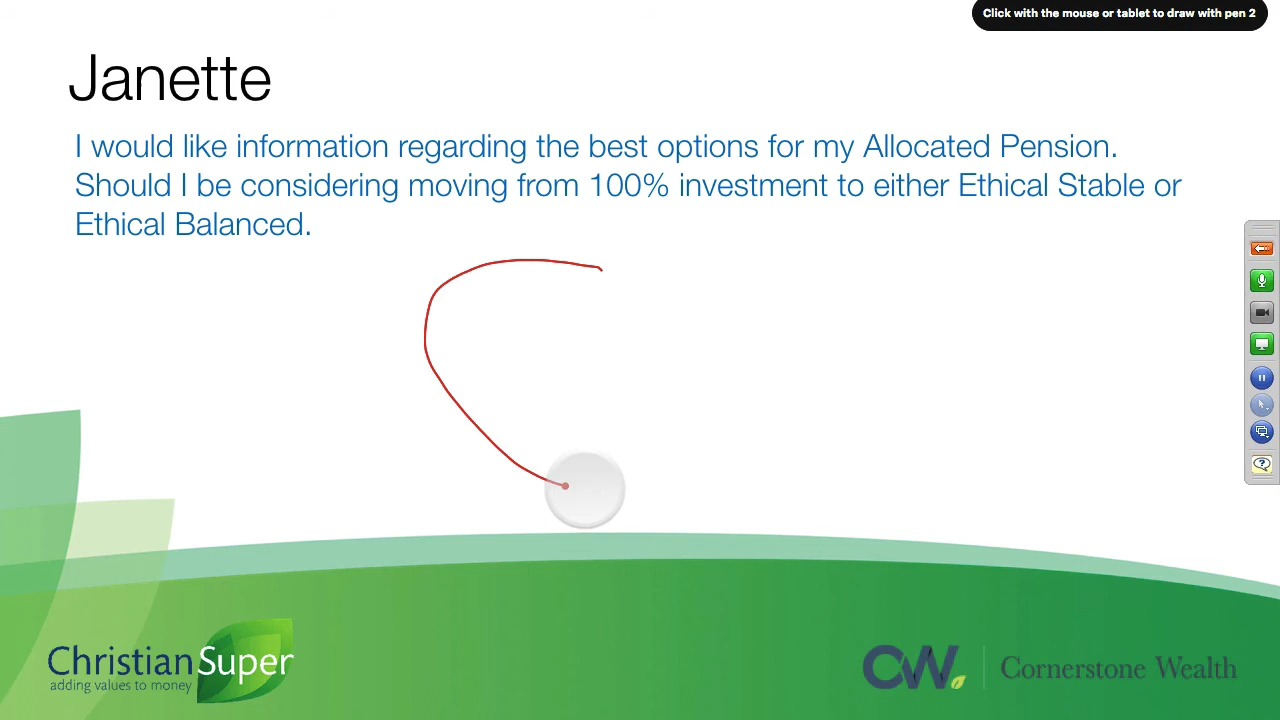 Click with the mouse or tablet to draw with pen 2
Janette
I would like information regarding the best options for my Allocated Pension.
Should I be considering moving from 100% investment to either Ethical Stable or
Ethical Balanced.
Christian Super
adding values to money
CW.
Cornerstone Wealth